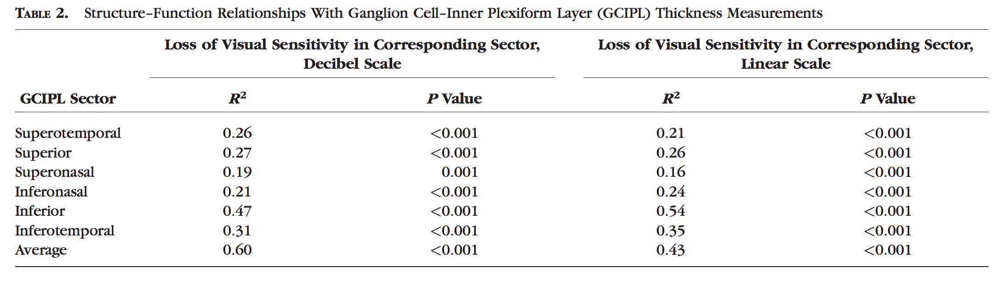 TABLE 2. Structure–Function Relationships With Ganglion Cell–Inner Plexiform Layer (GCIPL) Thickness Measurements
Loss of Visual Sensitivity in Corresponding Sector, Decibel Scale
Loss of Visual Sensitivity in Corresponding Sector, Linear Scale
GCIPL Sector R² P Value R² P Value
Superotemporal 0.26 <0.001 0.21 <0.001
Superior 0.27 <0.001 0.26 <0.001
Superonasal 0.19 0.001 0.16 <0.001
Inferonasal 0.21 <0.001 0.24 <0.001
Inferior 0.47 <0.001 0.54 <0.001
Inferotemporal 0.31 <0.001 0.35 <0.001
Average 0.60 <0.001 0.43 <0.001